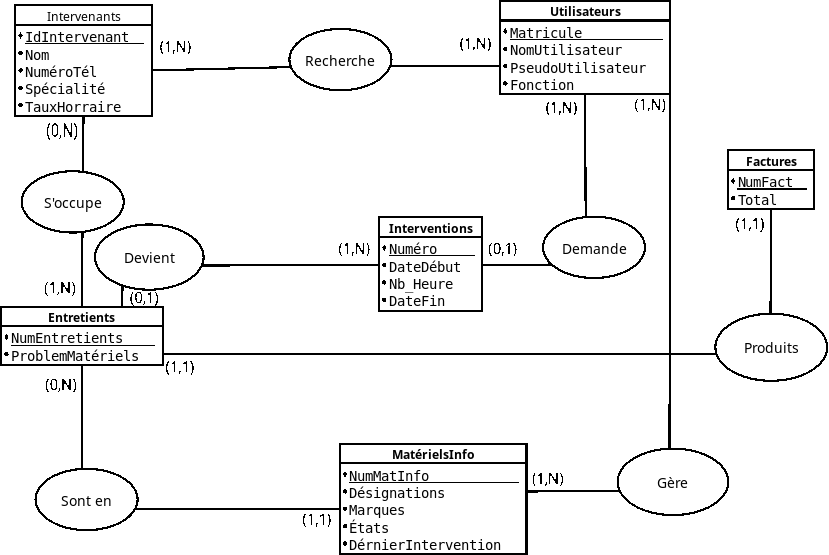 Intervenants
IdIntervenant
Nom
NuméroTél
Spécialité
TauxHorraire
(1,N)
Recherche
(1,N)
Utilisateurs
Matricule
NomUtilisateur
PseudoUtilisateur
Fonction
(0,N)
(1,N)
(1,N)
Factures
NumFact
Total
(1,1)
S'occupe
Devient
(1,N)
Interventions
Numéro
DateDébut
Nb_Heure
DateFin
(0,1)
Demande
(1,N)
(0,1)
Entretients
NumEntretients
ProblemMatériels
(1,1)
Produits
(0,N)
Sont en
(1,1)
MatérielsInfo
NumMatInfo
Désignations
Marques
États
DérnierIntervention
(1,N)
Gère